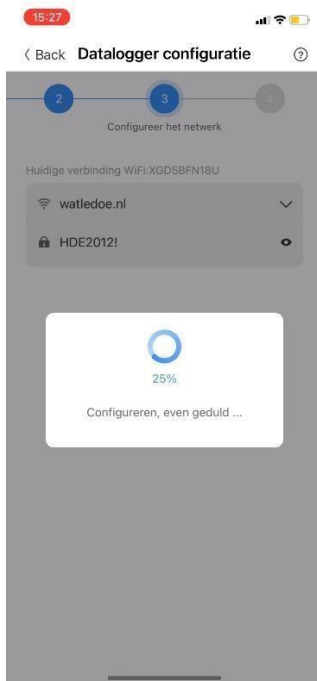 15:27
Back Datalogger configuratie ?
2 3 4
Configureer het netwerk
Huidige verbinding WiFi:XGD5BFN18U
watledoe.nl
HDE2012!
25%
Configureren, even geduld ...